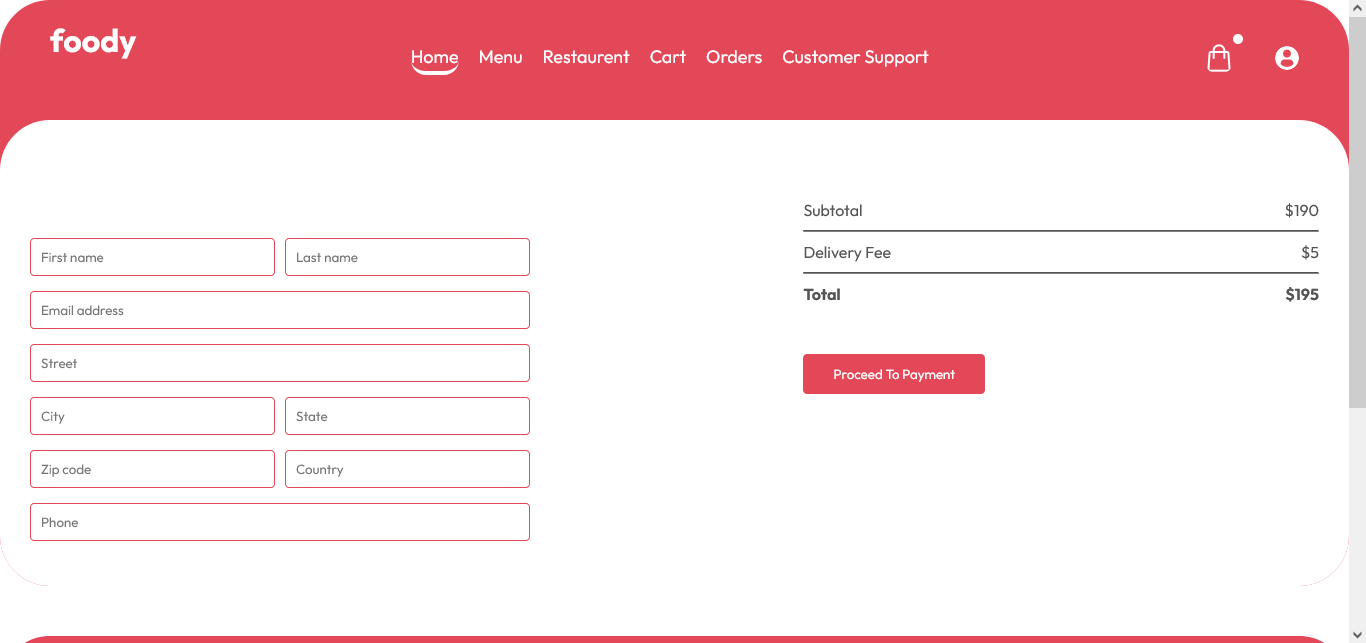 foody
Home Menu Restaurent Cart Orders Customer Support
First name Last name
Email address
Street
City State
Zip code Country
Phone
Subtotal $190
Delivery Fee $5
Total $195
Proceed To Payment